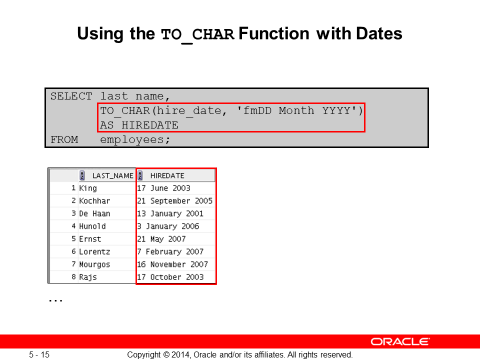 Using the TO_CHAR Function with Dates
SELECT last_name,
TO_CHAR(hire_date, 'fmDD Month YYYY')
AS HIREDATE
FROM employees;
LAST_NAME HIREDATE
1 King 17 June 2003
2 Kochhar 21 September 2005
3 De Haan 13 January 2001
4 Hunold 3 January 2006
5 Ernst 21 May 2007
6 Lorentz 7 February 2007
7 Mourgos 16 November 2007
8 Rajs 17 October 2003
...
ORACLE
5 - 15 Copyright © 2014, Oracle and/or its affiliates. All rights reserved.